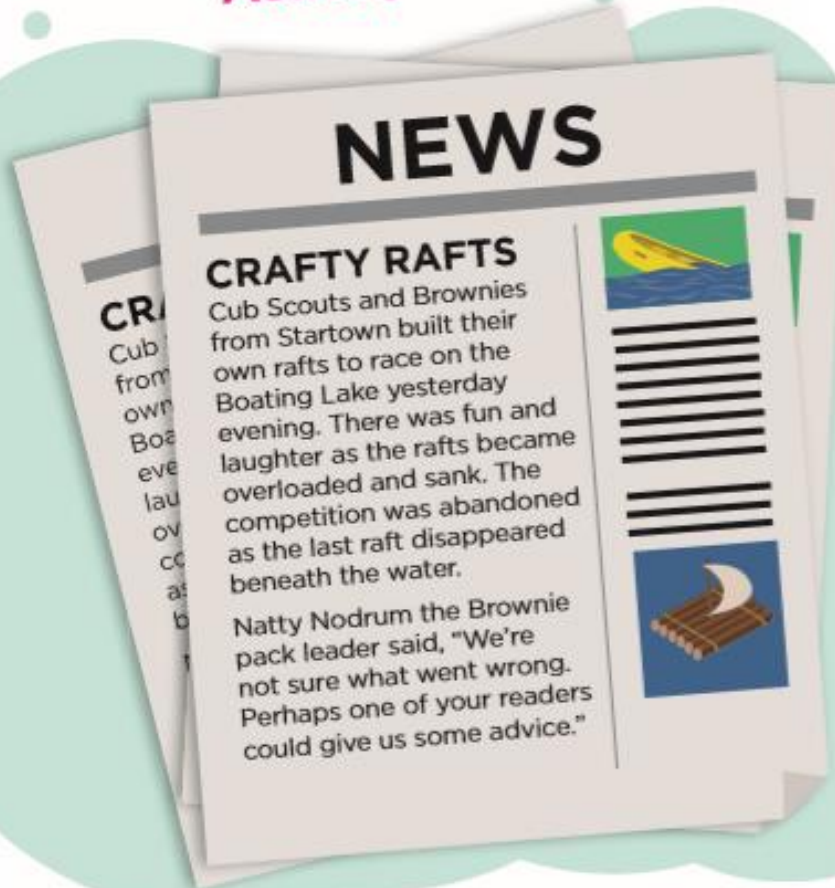 NEWS
CRAFTY RAFTS
Cub Scouts and Brownies
from Startown built their
own rafts to race on the
Boating Lake yesterday
evening. There was fun and
laughter as the rafts became
overloaded and sank. The
competition was abandoned
as the last raft disappeared
beneath the water.
Natty Nodrum the Brownie
pack leader said, "We're
not sure what went wrong.
Perhaps one of your readers
could give us some advice."
CRA
Cub
from
own
Boa
eve
lau
ov
co
as
b